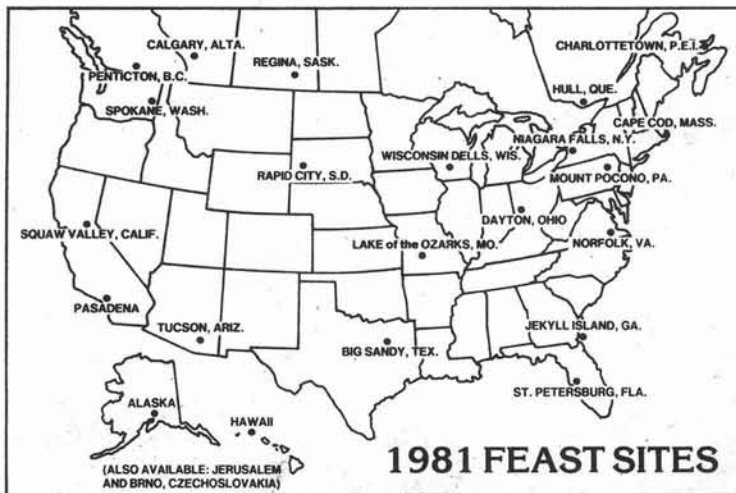 CALGARY, ALTA.
CHARLOTTETOWN, P.E.I.
REGINA, SASK.
PENTICTON, B.C.
HULL, QUE.
SPOKANE, WASH.
CAPE COD, MASS.
NIAGARA FALLS, N.Y.
WISCONSIN DELLS, WIS.
RAPID CITY, S.D.
MOUNT POCONO, PA.
DAYTON, OHIO
SQUAW VALLEY, CALIF.
NORFOLK, VA.
LAKE of the OZARKS, MO.
PASADENA
TUCSON, ARIZ.
JEKYLL ISLAND, GA.
BIG SANDY, TEX.
ST. PETERSBURG, FLA.
ALASKA
HAWAII
1981 FEAST SITES
(ALSO AVAILABLE: JERUSALEM
AND BRNO, CZECHOSLOVAKIA)